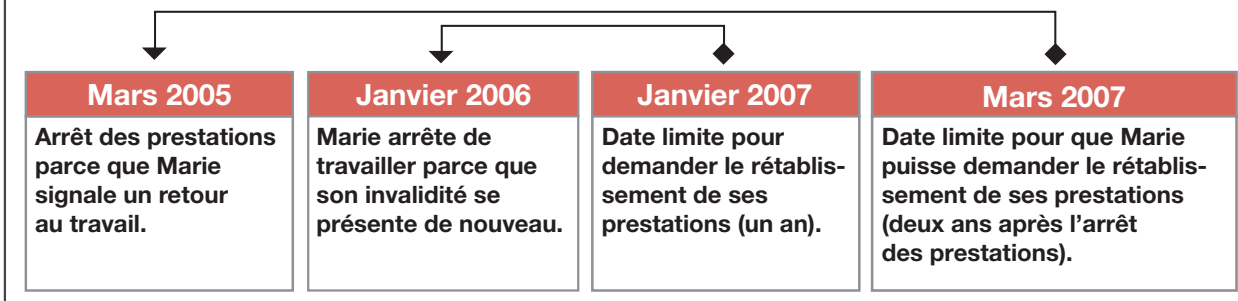 Mars 2005
Arrêt des prestations
parce que Marie
signale un retour
au travail.
Janvier 2006
Marie arrête de
travailler parce que
son invalidité se
présente de nouveau.
Janvier 2007
Date limite pour
demander le rétablis-
sement de ses
prestations (un an).
Mars 2007
Date limite pour que Marie
puisse demander le rétablis-
sement de ses prestations
(deux ans après l’arrêt
des prestations).